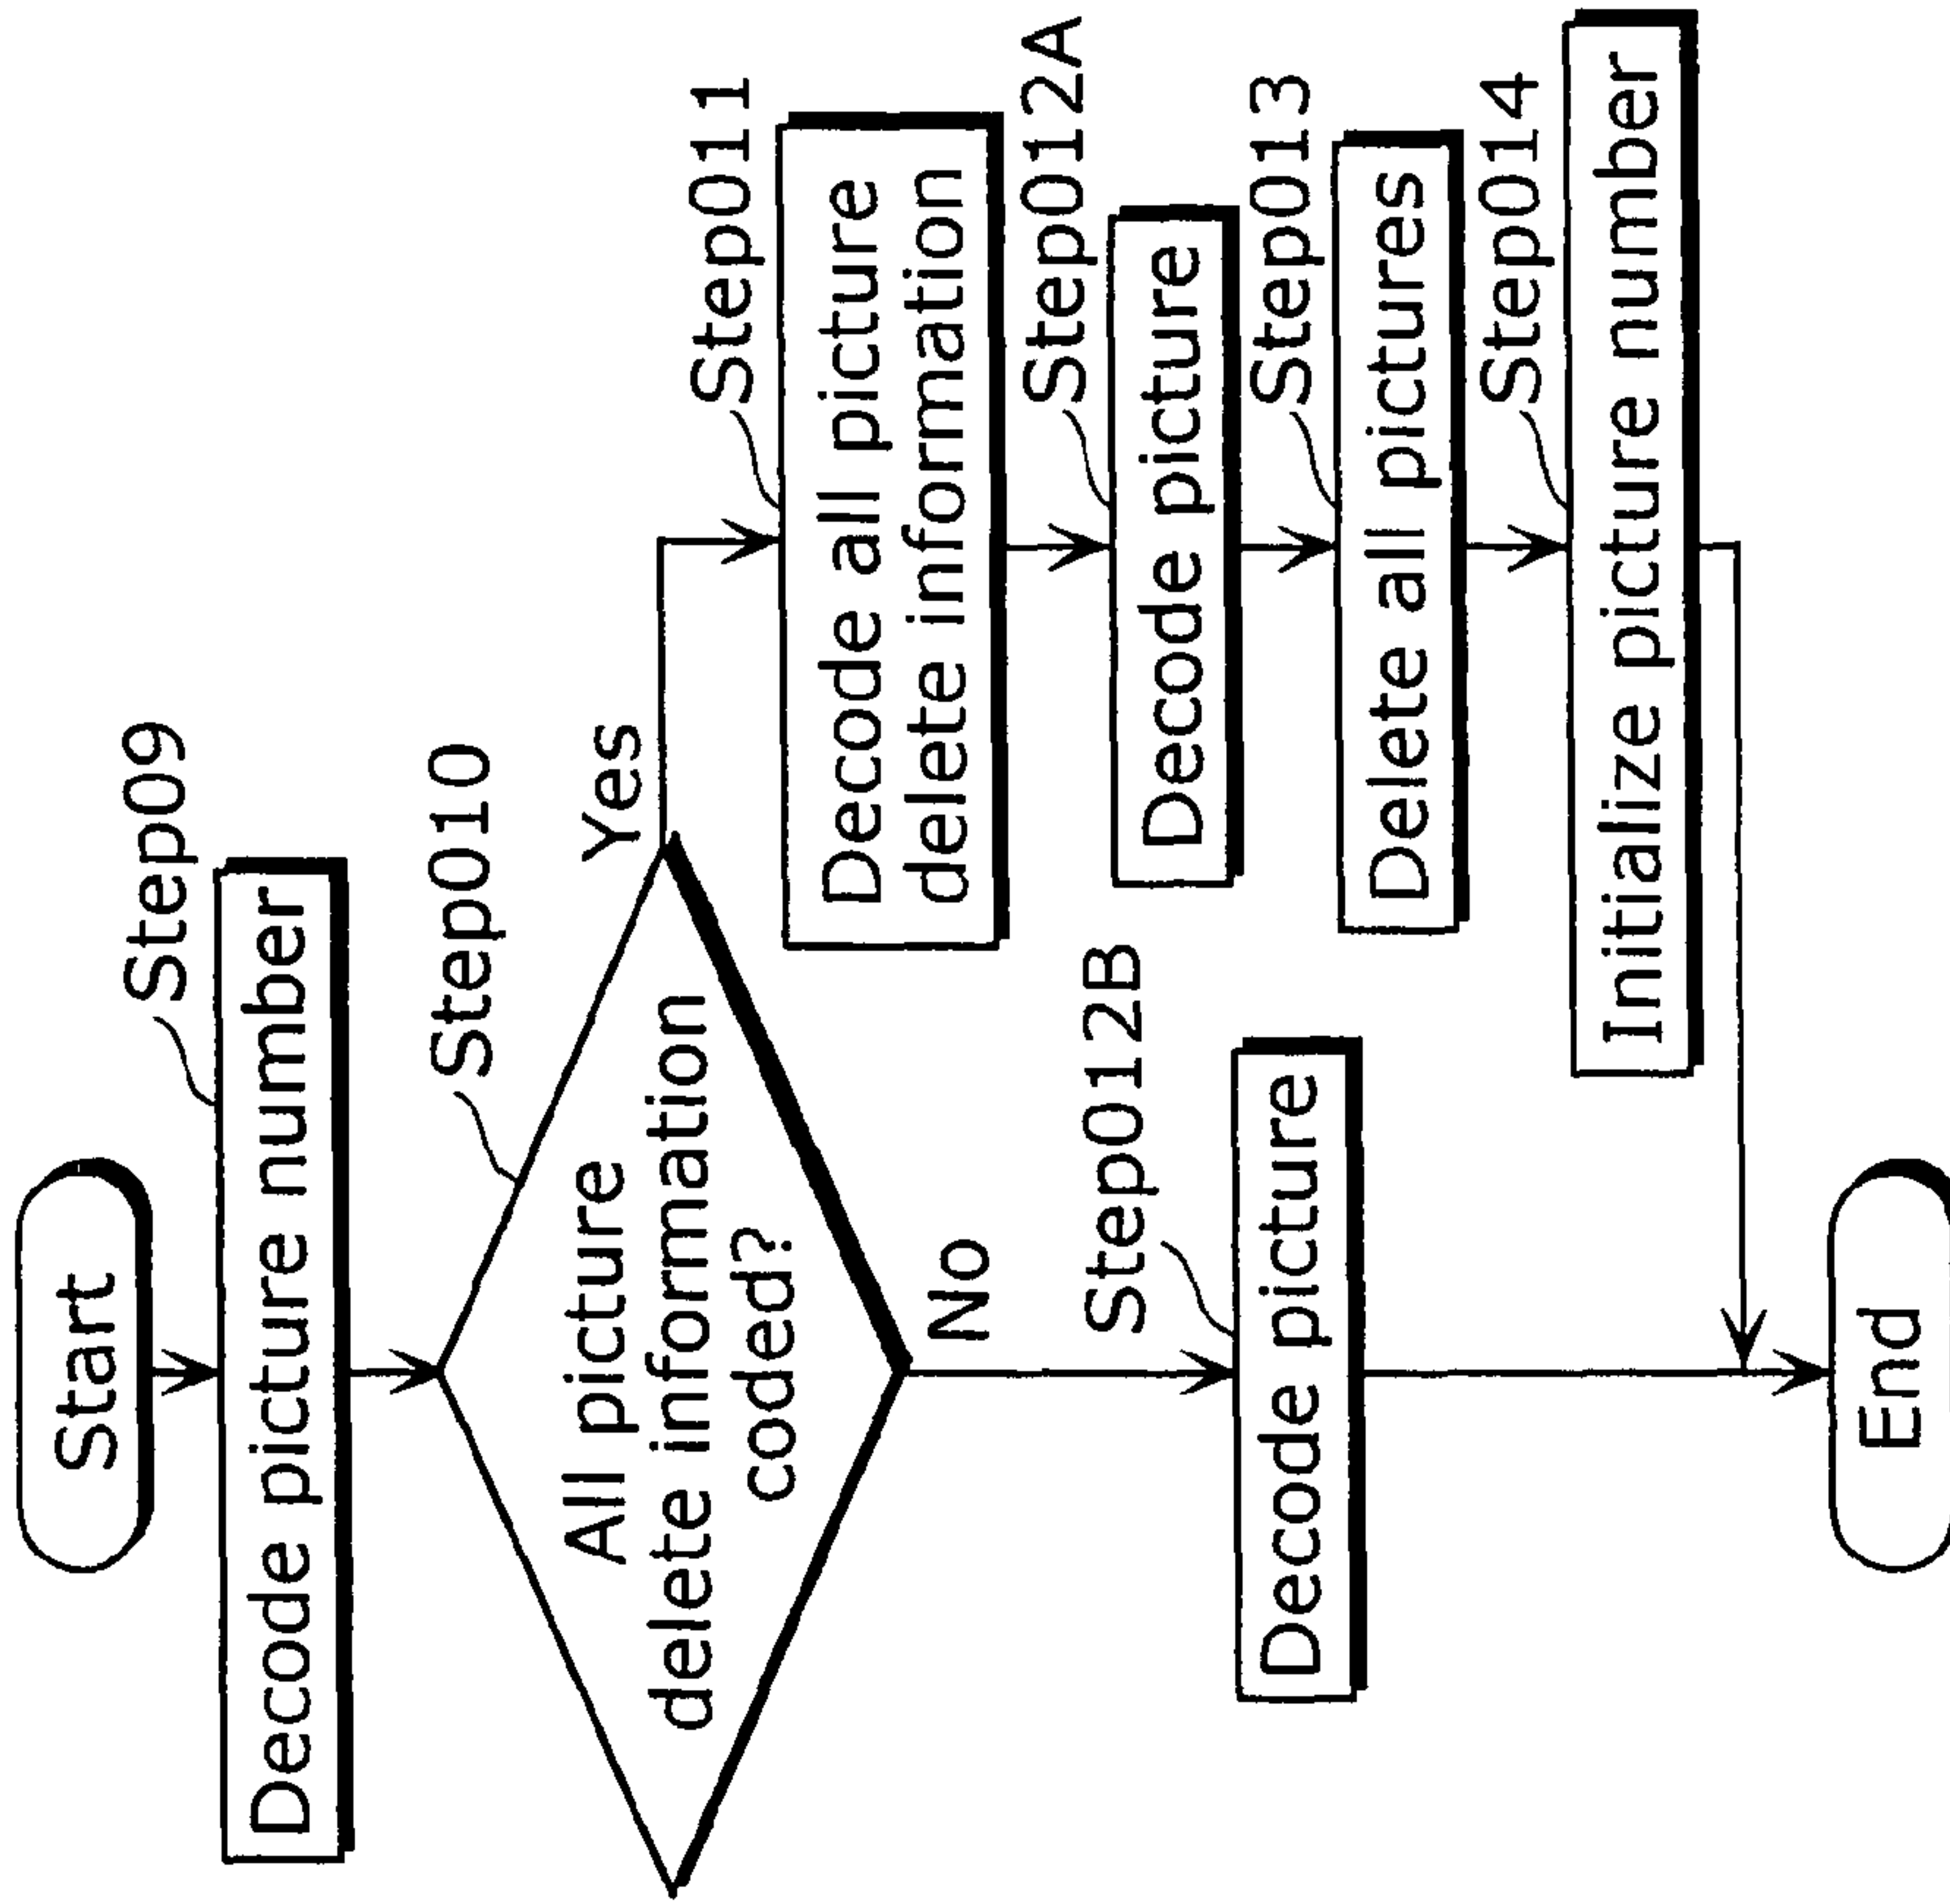 Start
Step09
Decode picture number
Step010
All picture
delete information
coded?
Yes
Step011
Decode all picture
delete information
Step012A
Decode picture
Step013
Delete all pictures
Step014
Initialize picture number
No
Step012B
Decode picture
End